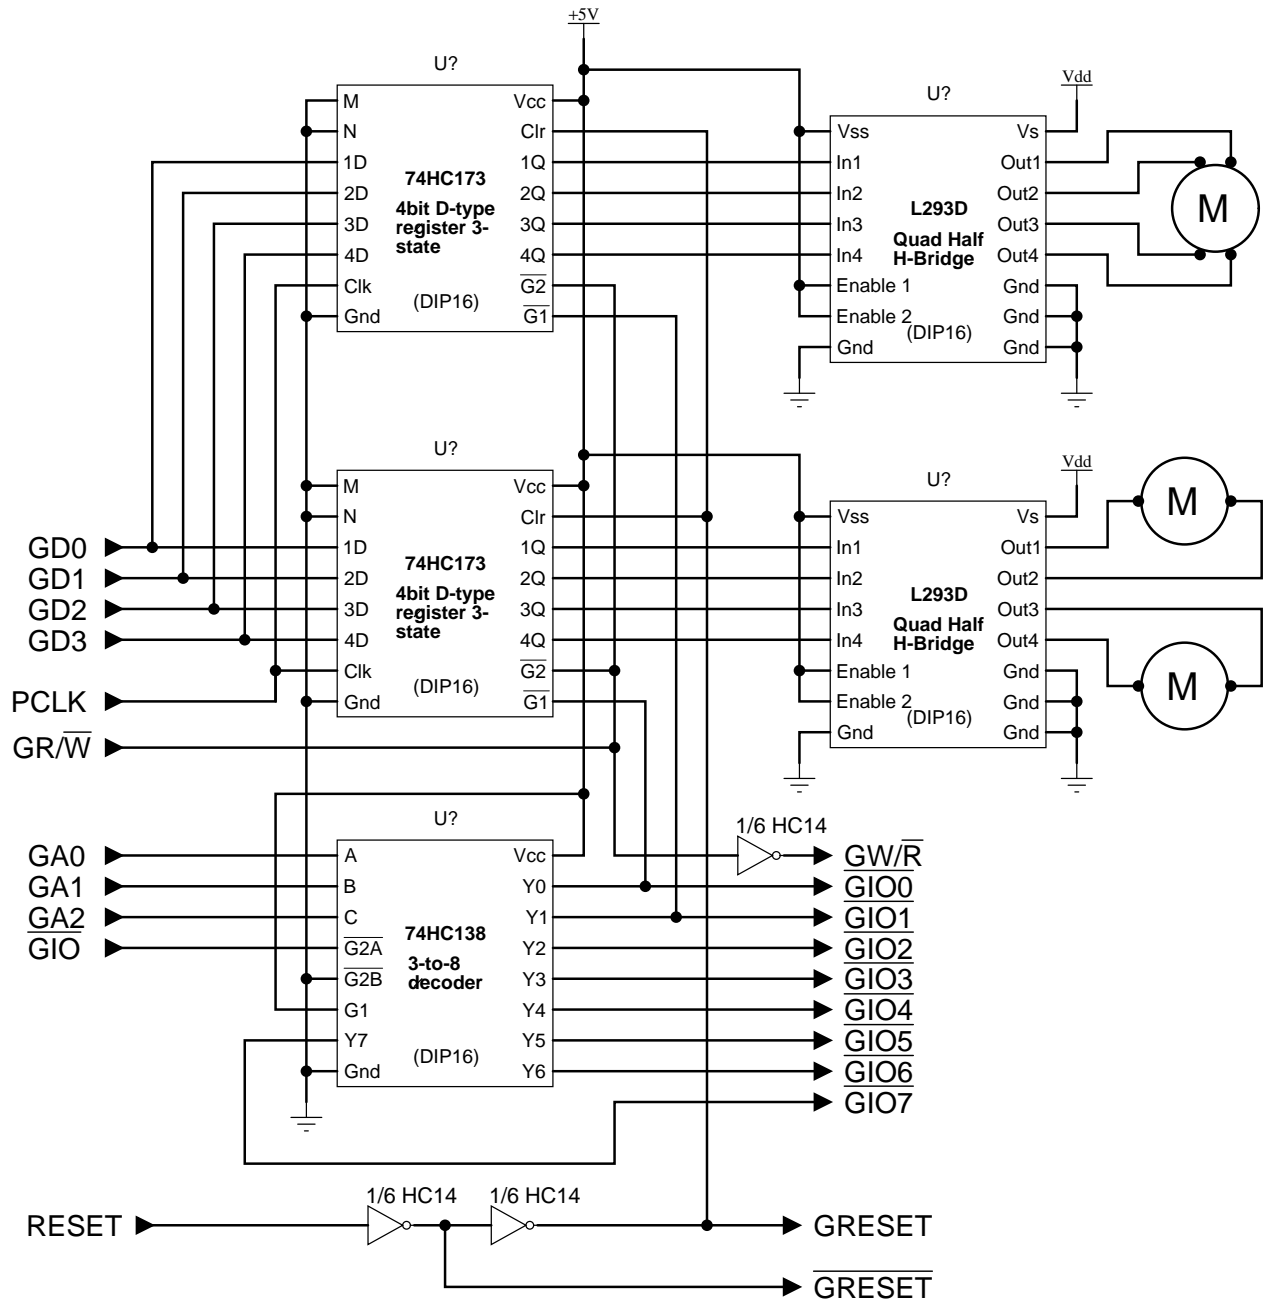 +5V
U?
M Vcc
N Clr
1D 1Q
2D 2Q
3D 3Q
4D 4Q
Clk G2
Gnd G1
74HC173
4bit D-type
register 3-
state
(DIP16)
U?
Vdd
Vss Vs
In1 Out1
In2 Out2
In3 Out3
In4 Out4
Enable 1 Gnd
Enable 2 Gnd
Gnd Gnd
L293D
Quad Half
H-Bridge
(DIP16)
M
U?
M Vcc
N Clr
1D 1Q
2D 2Q
3D 3Q
4D 4Q
Clk G2
Gnd G1
74HC173
4bit D-type
register 3-
state
(DIP16)
U?
Vdd
Vss Vs
In1 Out1
In2 Out2
In3 Out3
In4 Out4
Enable 1 Gnd
Enable 2 Gnd
Gnd Gnd
L293D
Quad Half
H-Bridge
(DIP16)
M
M
GD0
GD1
GD2
GD3
PCLK
GR/W
GA0
GA1
GA2
GIO
U?
A Vcc
B Y0
C Y1
G2A Y2
G2B Y3
G1 Y4
Y7 Y5
Gnd Y6
74HC138
3-to-8
decoder
(DIP16)
1/6 HC14
GW/R
GIO0
GIO1
GIO2
GIO3
GIO4
GIO5
GIO6
GIO7
1/6 HC14 1/6 HC14
RESET GRESET
GRESET